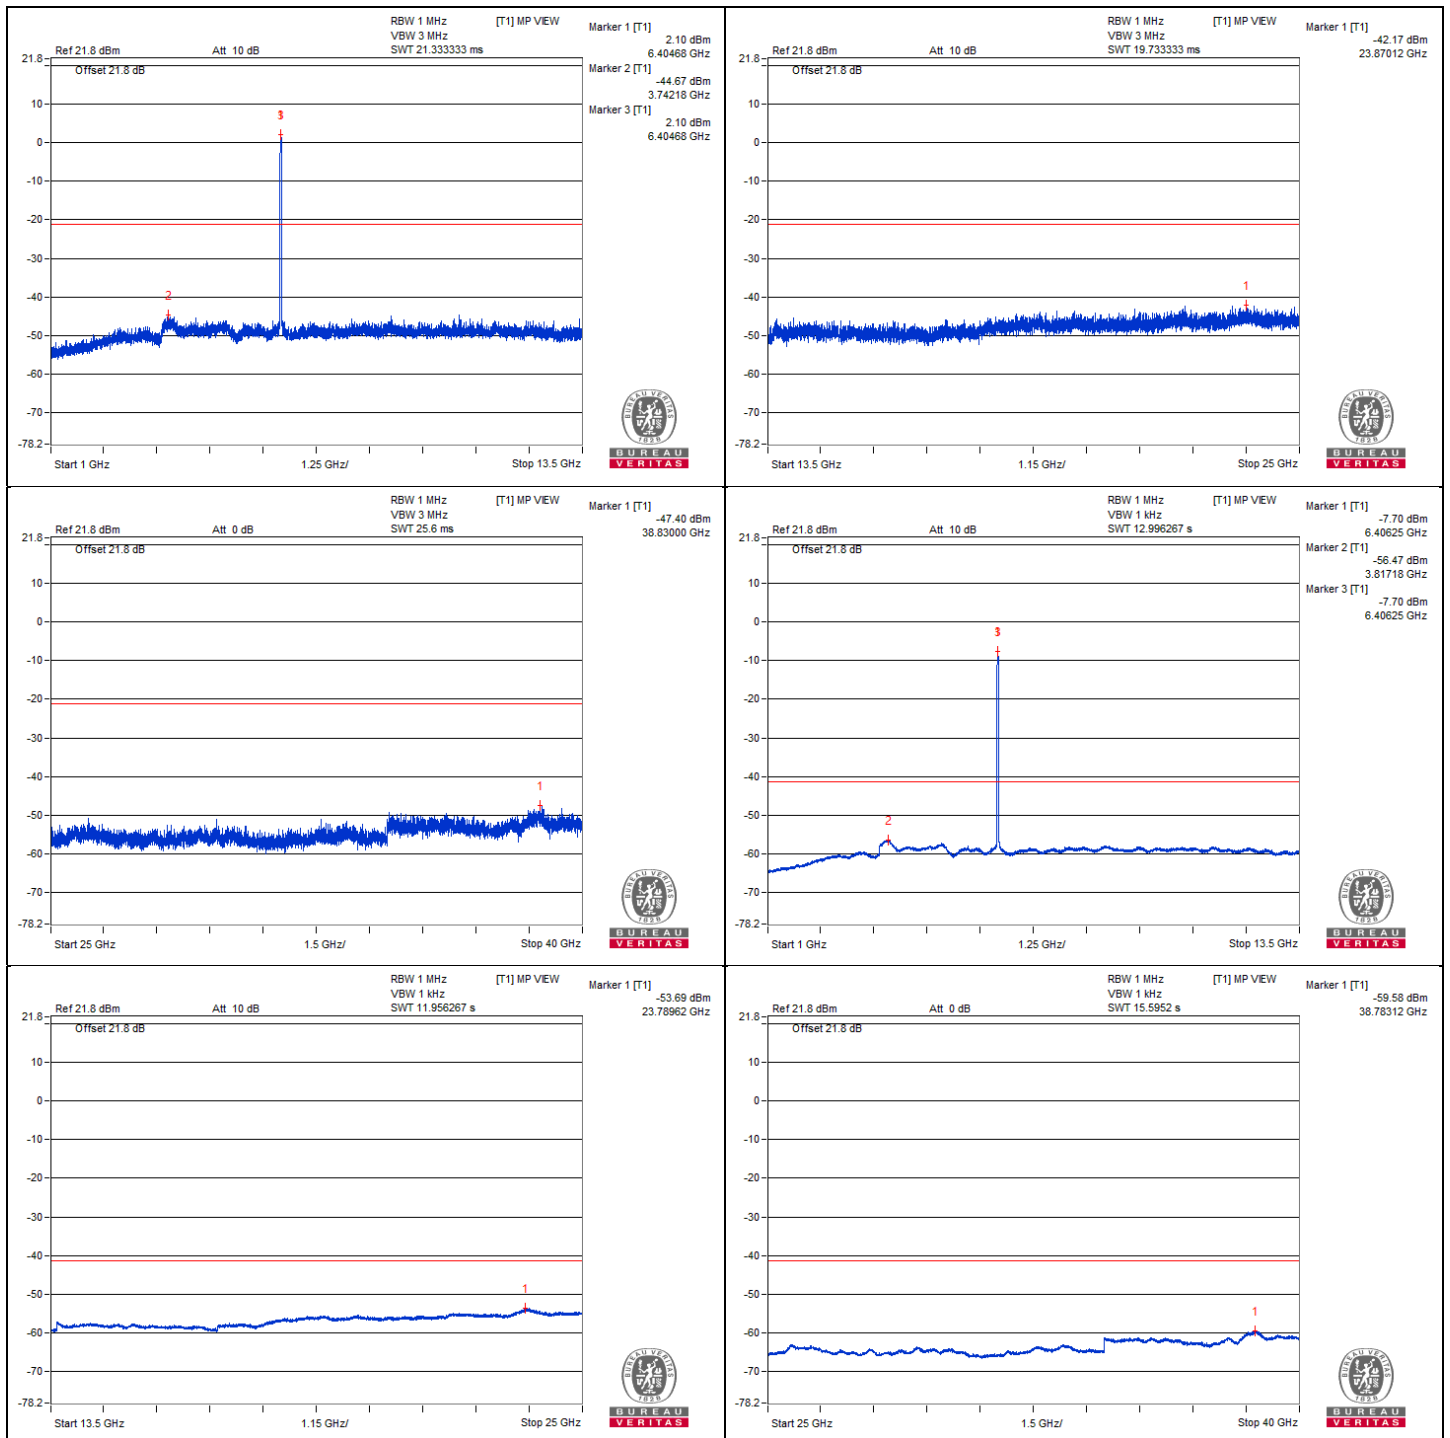 RBW 1 MHz [T1] MP VIEW
VBW 3 MHz
Ref 21.8 dBm Att 10 dB SWT 21.333333 ms
Marker 1 [T1]
2.10 dBm
6.40468 GHz
Marker 2 [T1]
-44.67 dBm
3.74218 GHz
Marker 3 [T1]
2.10 dBm
6.40468 GHz
21.8
Offset 21.8 dB
10
0
-10
-20
-30
-40
-50
-60
-70
-78.2
2
Start 1 GHz 1.25 GHz/ Stop 13.5 GHz
BUREAU VERITAS
1828
BUREAU
VERITAS
RBW 1 MHz [T1] MP VIEW
VBW 3 MHz
Ref 21.8 dBm Att 10 dB SWT 19.733333 ms
Marker 1 [T1]
-42.17 dBm
23.87012 GHz
21.8
Offset 21.8 dB
10
0
-10
-20
-30
-40
-50
-60
-70
-78.2
1
Start 13.5 GHz 1.15 GHz/ Stop 25 GHz
BUREAU VERITAS
1828
BUREAU
VERITAS
RBW 1 MHz [T1] MP VIEW
VBW 3 MHz
Ref 21.8 dBm Att 0 dB SWT 25.6 ms
Marker 1 [T1]
-47.40 dBm
38.83000 GHz
21.8
Offset 21.8 dB
10
0
-10
-20
-30
-40
-50
-60
-70
-78.2
1
Start 25 GHz 1.5 GHz/ Stop 40 GHz
BUREAU VERITAS
1828
BUREAU
VERITAS
RBW 1 MHz [T1] MP VIEW
VBW 1 kHz
Ref 21.8 dBm Att 10 dB SWT 12.996267 s
Marker 1 [T1]
-7.70 dBm
6.40625 GHz
Marker 2 [T1]
-56.47 dBm
3.81718 GHz
Marker 3 [T1]
-7.70 dBm
6.40625 GHz
21.8
Offset 21.8 dB
10
0
-10
-20
-30
-40
-50
-60
-70
-78.2
2
Start 1 GHz 1.25 GHz/ Stop 13.5 GHz
BUREAU VERITAS
1828
BUREAU
VERITAS
RBW 1 MHz [T1] MP VIEW
VBW 1 kHz
Ref 21.8 dBm Att 10 dB SWT 11.956267 s
Marker 1 [T1]
-53.69 dBm
23.78962 GHz
21.8
Offset 21.8 dB
10
0
-10
-20
-30
-40
-50
-60
-70
-78.2
1
Start 13.5 GHz 1.15 GHz/ Stop 25 GHz
BUREAU VERITAS
1828
BUREAU
VERITAS
RBW 1 MHz [T1] MP VIEW
VBW 1 kHz
Ref 21.8 dBm Att 0 dB SWT 15.5952 s
Marker 1 [T1]
-59.58 dBm
38.78312 GHz
21.8
Offset 21.8 dB
10
0
-10
-20
-30
-40
-50
-60
-70
-78.2
1
Start 25 GHz 1.5 GHz/ Stop 40 GHz
BUREAU VERITAS
1828
BUREAU
VERITAS